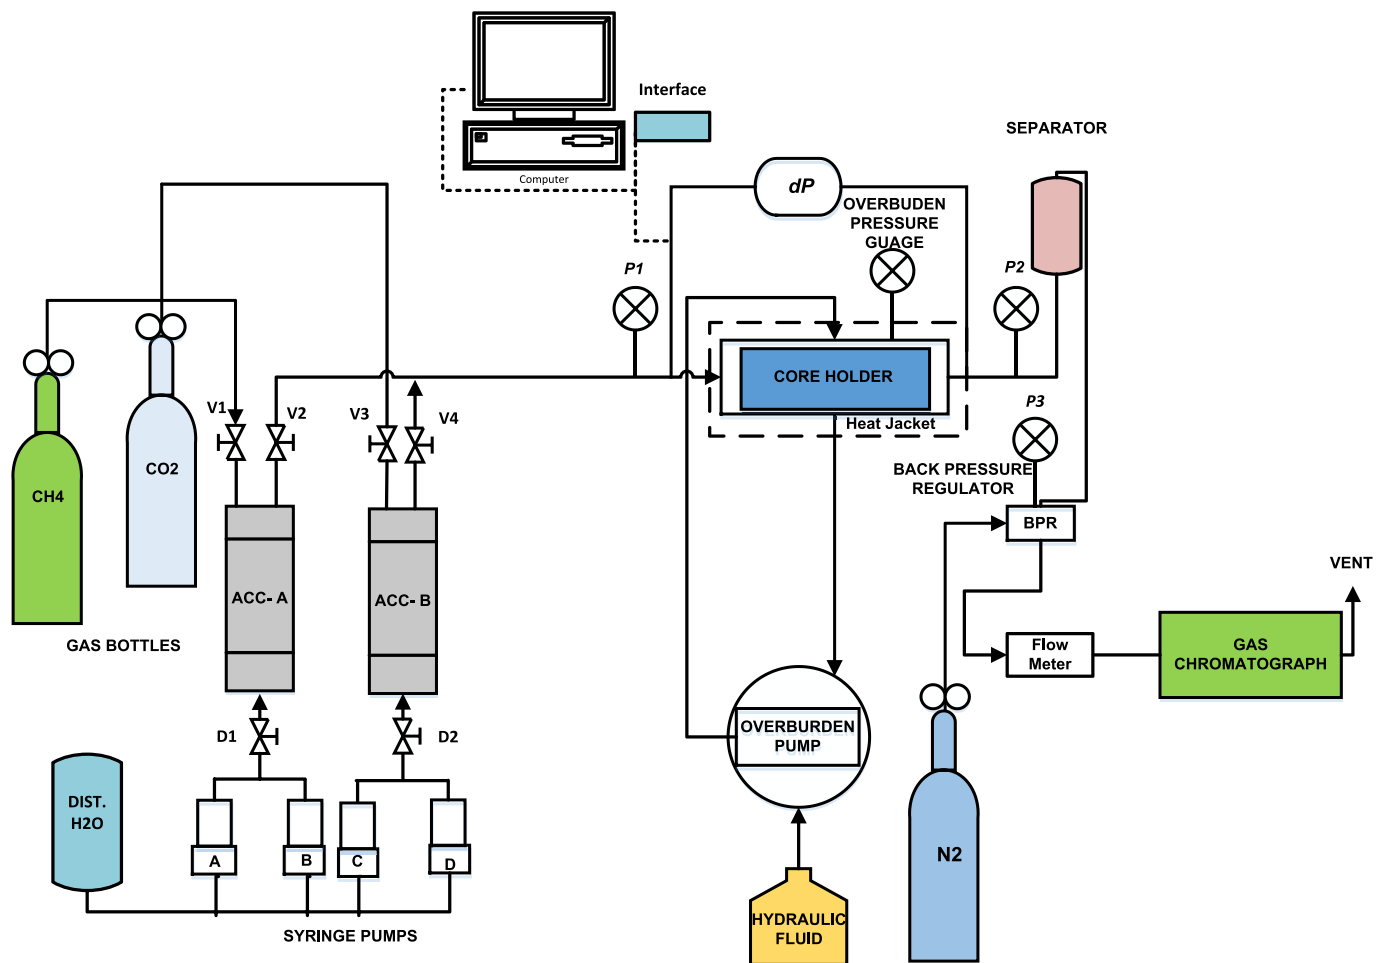 Interface
SEPARATOR
Computer
dP
OVERBUDEN
PRESSURE
GUAGE
P1
P2
CORE HOLDER
Heat Jacket
P3
V1
V2
V3
V4
BACK PRESSURE
REGULATOR
CO2
CH4
BPR
VENT
ACC- A
ACC- B
GAS BOTTLES
Flow
Meter
GAS
CHROMATOGRAPH
D1
D2
OVERBURDEN
PUMP
DIST.
H2O
A
B
C
D
N2
HYDRAULIC
FLUID
SYRINGE PUMPS